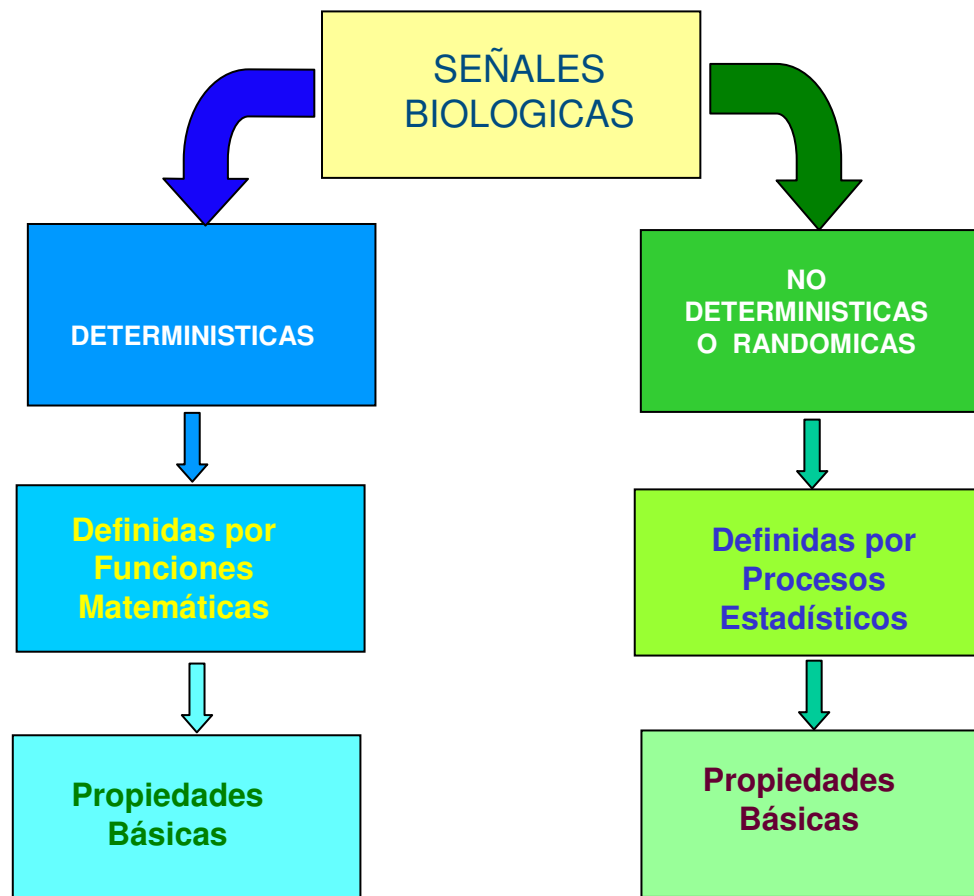 SEÑALES
BIOLOGICAS
DETERMINISTICAS
NO
DETERMINISTICAS
O RANDOMICAS
Definidas por
Funciones
Matemáticas
Definidas por
Procesos
Estadísticos
Propiedades
Básicas
Propiedades
Básicas